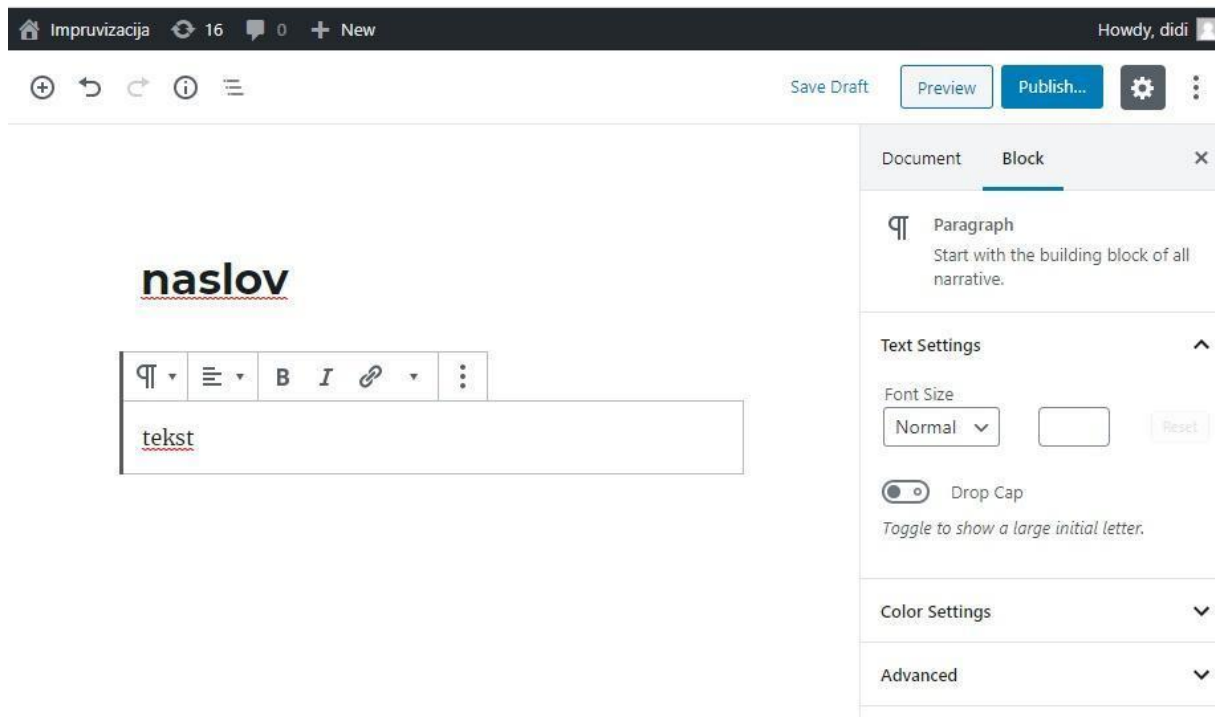 Impruvizacija 16 0 New Howdy, didi
Save Draft Preview Publish...
Document Block
Paragraph
Start with the building block of all
narrative.
naslov
Text Settings
B I
Font Size
Normal Reset
tekst
Drop Cap
Toggle to show a large initial letter.
Color Settings
Advanced